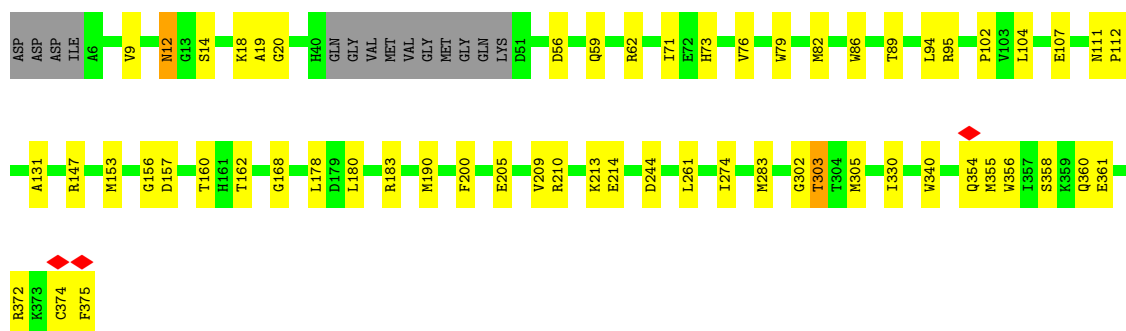 ASP ASP ASP ILE A6 V9 N12 G13 S14 K18 A19 G20 H40 GLN GLY VAL MET VAL GLY MET GLY GLN LYS D51 D56 Q59 R62 I71 E72 H73 V76 W79 M82 W86 T89 L94 R95 P102 V103 L104 E107 N111 P112
A131 R147 M153 G156 D157 T160 H161 T162 G168 L178 D179 L180 R183 M190 F200 E205 V209 R210 K213 E214 D244 L261 I274 M283 G302 T303 T304 M305 I330 W340 Q354 M355 W356 I357 S358 K359 Q360 E361
R372 K373 C374 F375